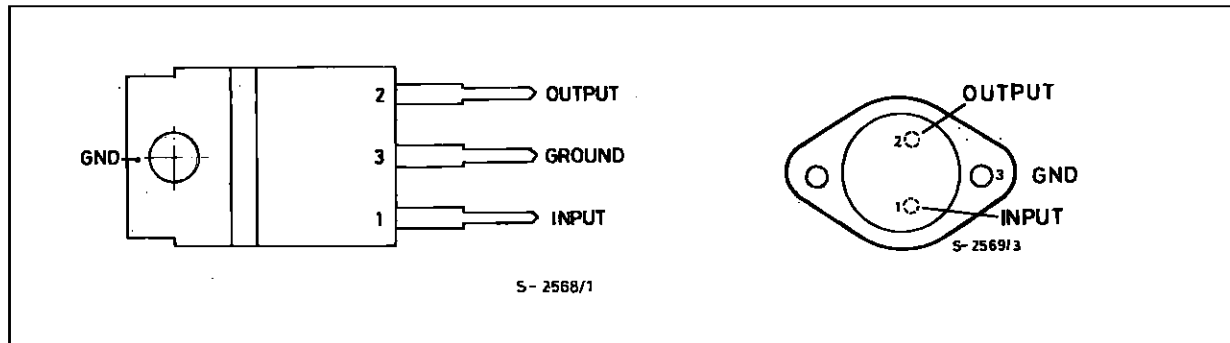 2 OUTPUT
GND 3 GROUND
1 INPUT
S-2568/1
OUTPUT
2
3 GND
1
INPUT
S-2569/3